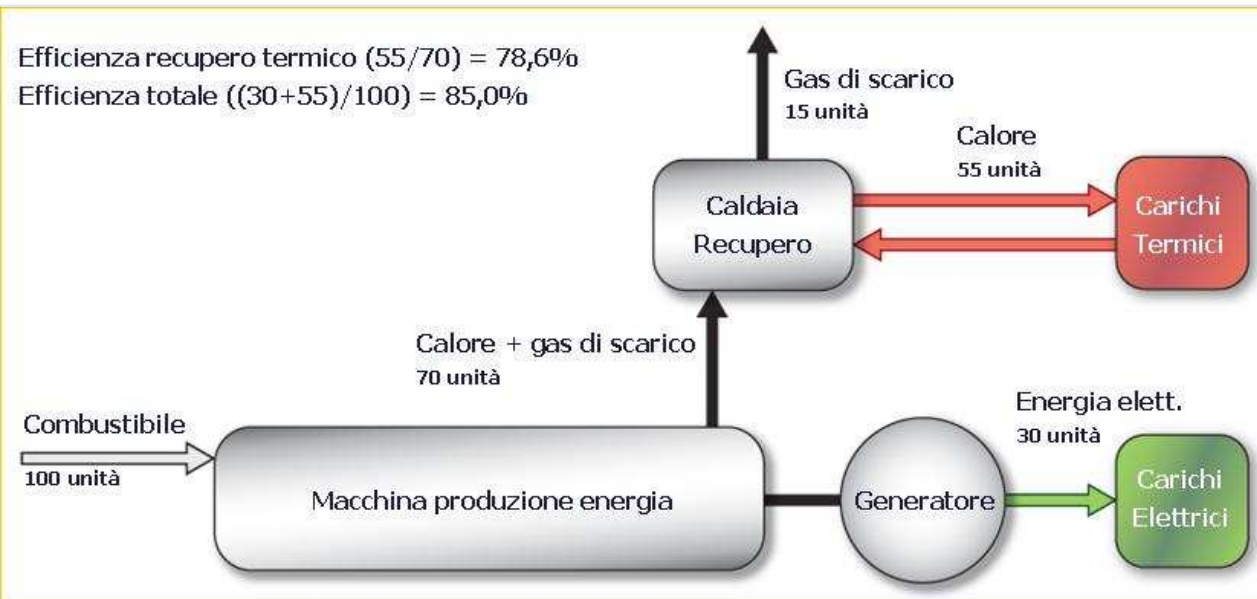 Efficienza recupero termico (55/70) = 78,6%
Efficienza totale ((30+55)/100) = 85,0%
Gas di scarico
15 unità
Calore
55 unità
Caldaia
Recupero
Carichi
Termici
Calore + gas di scarico
70 unità
Combustibile
100 unità
Macchina produzione energia
Generatore
Energia elett.
30 unità
Carichi
Elettrici